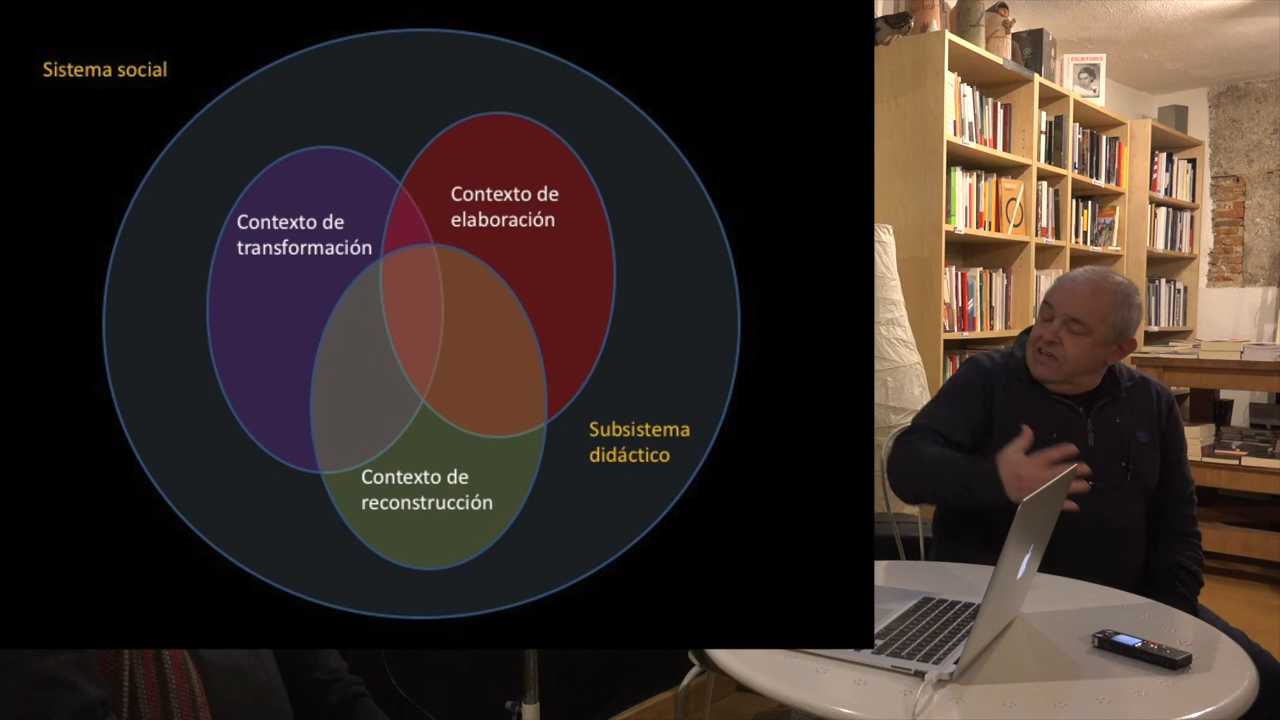 Sistema social
Contexto de
elaboración
Contexto de
transformación
Subsistema
didáctico
Contexto de
reconstrucción
ESCRITORES